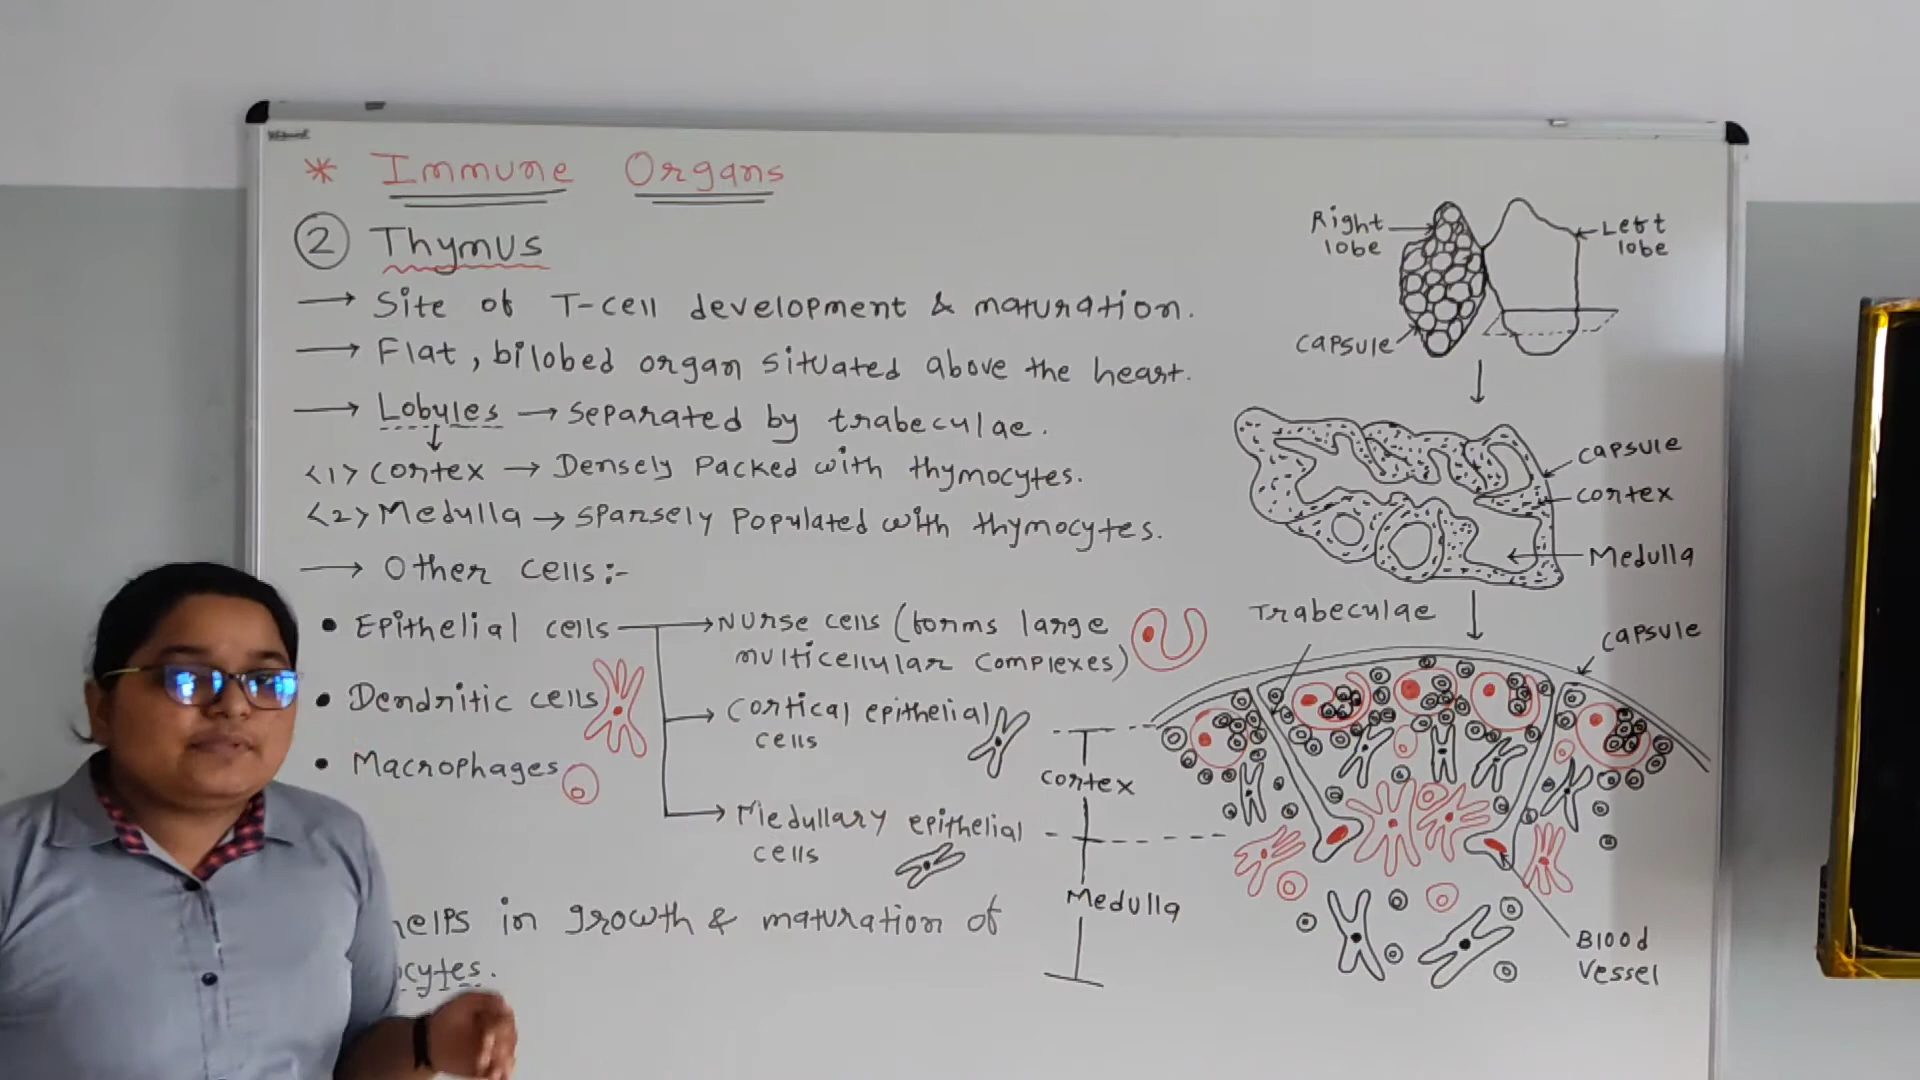 * Immune Organs
② Thymus
→ Site of T-cell development & maturation.
→ Flat, bilobed organ situated above the heart.
→ Lobules → separated by trabeculae.
<1> Cortex → Densely Packed with thymocytes.
<2> Medulla → sparsely Populated with thymocytes.
→ Other cells:-
• Epithelial cells → Nurse cells (forms large
multicellular complexes)
• Dendritic cells
→ Cortical epithelial
cells
• Macrophages
→ Medullary epithelial
cells
helps in growth & maturation of
Right
lobe
Left
lobe
capsule
capsule
cortex
Medulla
Trabeculae
capsule
cortex
Medulla
Blood
vessel